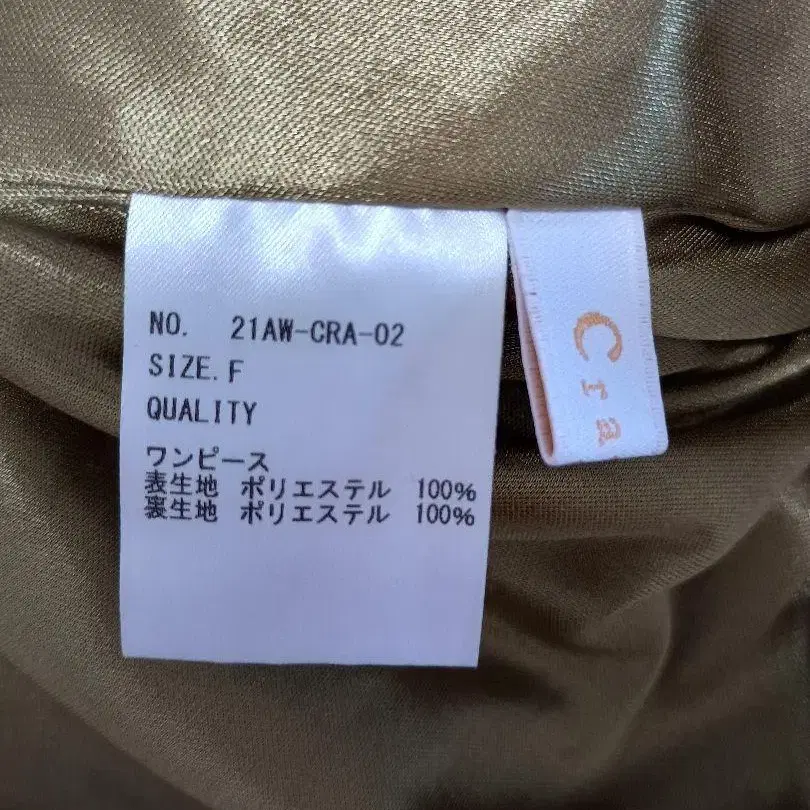 NO. 21AW-CRA-02
SIZE.F
QUALITY
ワンピース
表生地 ポリエステル 100%
裏生地 ポリエステル 100%
Cra